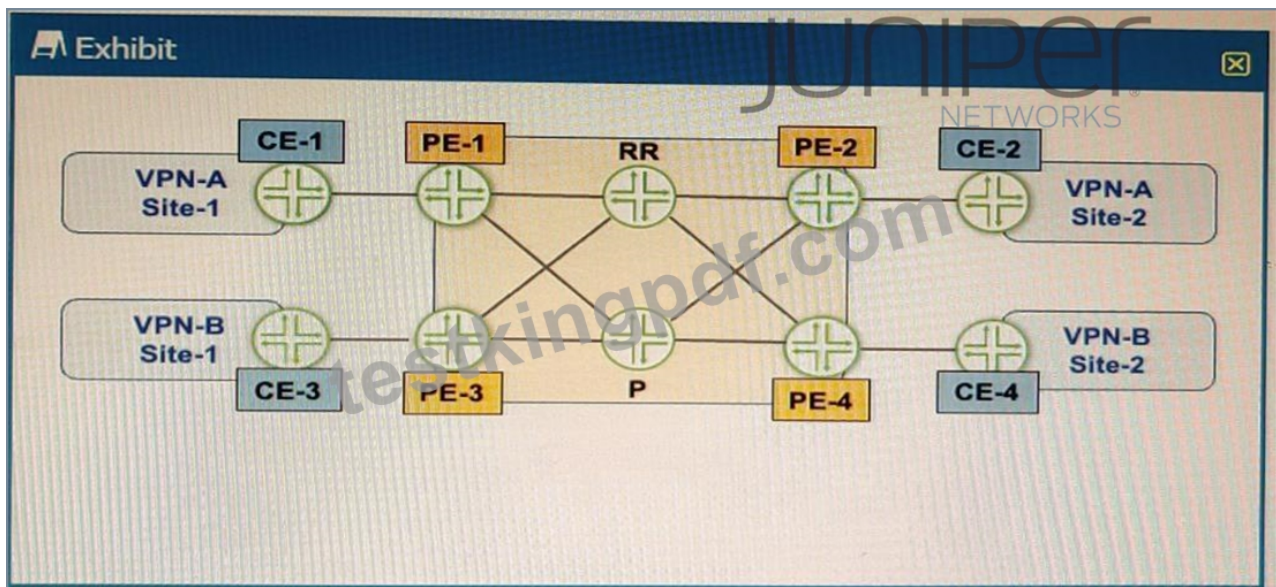 Exhibit
JUNIPEr
NETWORKS
CE-1
PE-1
RR
PE-2
CE-2
VPN-A
Site-1
VPN-A
Site-2
VPN-B
Site-1
VPN-B
Site-2
CE-3
PE-3
P
PE-4
CE-4
testkingpdf.com